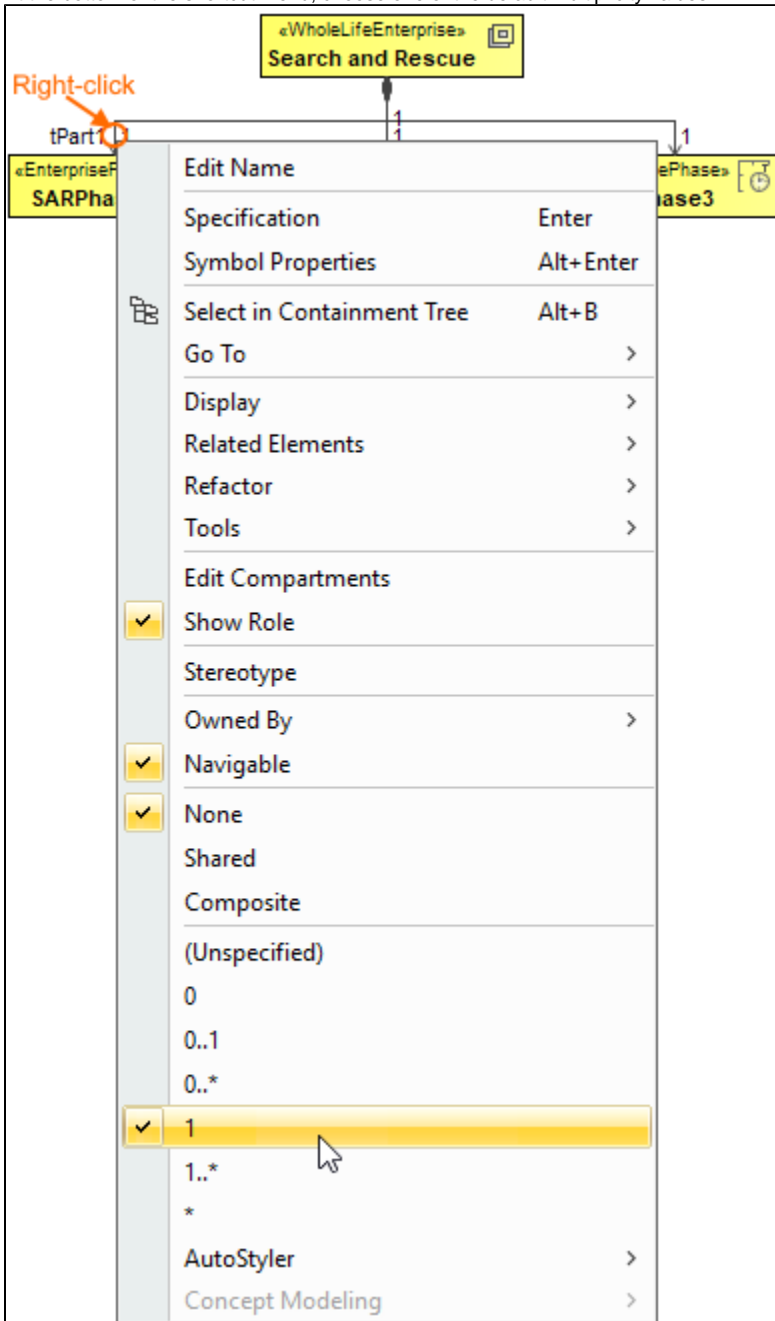 «WholeLifeEnterprise»
Search and Rescue
Right-click
1
tPart1 1
1
1
«EnterpriseP
ePhase»
SARPha
ase3
Edit Name
Specification Enter
Symbol Properties Alt+Enter
Select in Containment Tree Alt+B
Go To
Display
Related Elements
Refactor
Tools
Edit Compartments
Show Role
Stereotype
Owned By
Navigable
None
Shared
Composite
(Unspecified)
0
0..1
0..*
1
1..*
*
AutoStyler
Concept Modeling